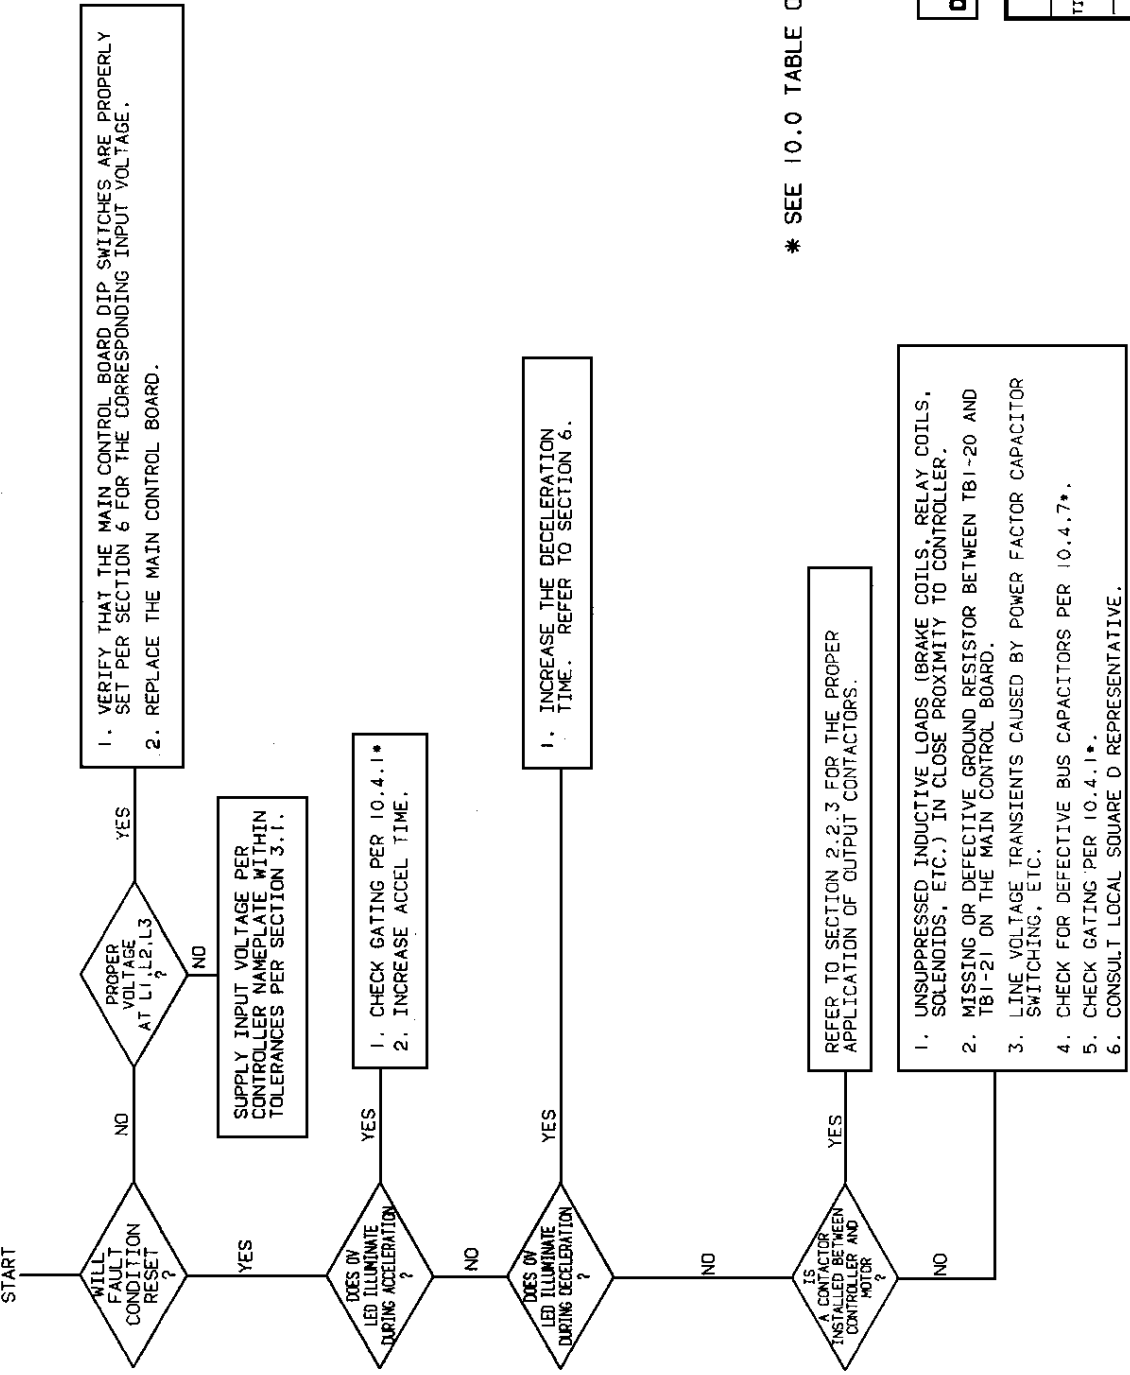 START
WILL
FAULT
CONDITION
RESET
?
NO
PROPER
VOLTAGE
AT L1,L2,L3
?
YES
1. VERIFY THAT THE MAIN CONTROL BOARD DIP SWITCHES ARE PROPERLY
SET PER SECTION 6 FOR THE CORRESPONDING INPUT VOLTAGE.
2. REPLACE THE MAIN CONTROL BOARD.
NO
SUPPLY INPUT VOLTAGE PER
CONTROLLER NAMEPLATE WITHIN
TOLERANCES PER SECTION 3.1.
YES
DOES OV
LED ILLUMINATE
DURING ACCELERATION
?
YES
1. CHECK GATING PER 10.4.1*
2. INCREASE ACCEL TIME.
NO
DOES OV
LED ILLUMINATE
DURING DECELERATION
?
YES
1. INCREASE THE DECELERATION
TIME. REFER TO SECTION 6.
NO
IS
A CONTACTOR
INSTALLED BETWEEN
CONTROLLER AND
MOTOR
?
YES
REFER TO SECTION 2.2.3 FOR THE PROPER
APPLICATION OF OUTPUT CONTACTORS.
NO
1. UNSUPPRESSED INDUCTIVE LOADS (BRAKE COILS, RELAY COILS,
SOLENOIDS, ETC.) IN CLOSE PROXIMITY TO CONTROLLER.
2. MISSING OR DEFECTIVE GROUND RESISTOR BETWEEN TB1-20 AND
TB1-21 ON THE MAIN CONTROL BOARD.
3. LINE VOLTAGE TRANSIENTS CAUSED BY POWER FACTOR CAPACITOR
SWITCHING, ETC.
4. CHECK FOR DEFECTIVE BUS CAPACITORS PER 10.4.7*.
5. CHECK GATING PER 10.4.1*.
6. CONSULT LOCAL SQUARE D REPRESENTATIVE.
* SEE 10.0 TABLE